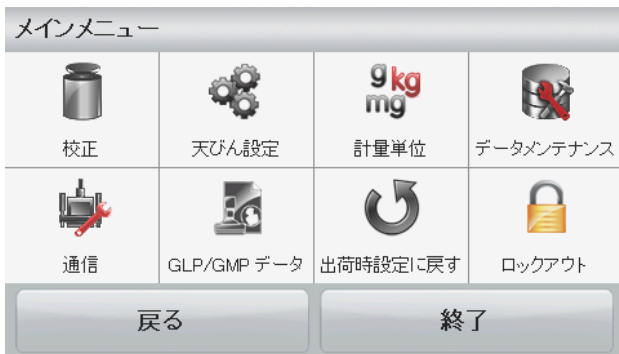 メインメニュー
g kg
mg
校正
天びん設定
計量単位
データメンテナンス
通信
GLP/GMP データ
出荷時設定に戻す
ロックアウト
戻る
終了